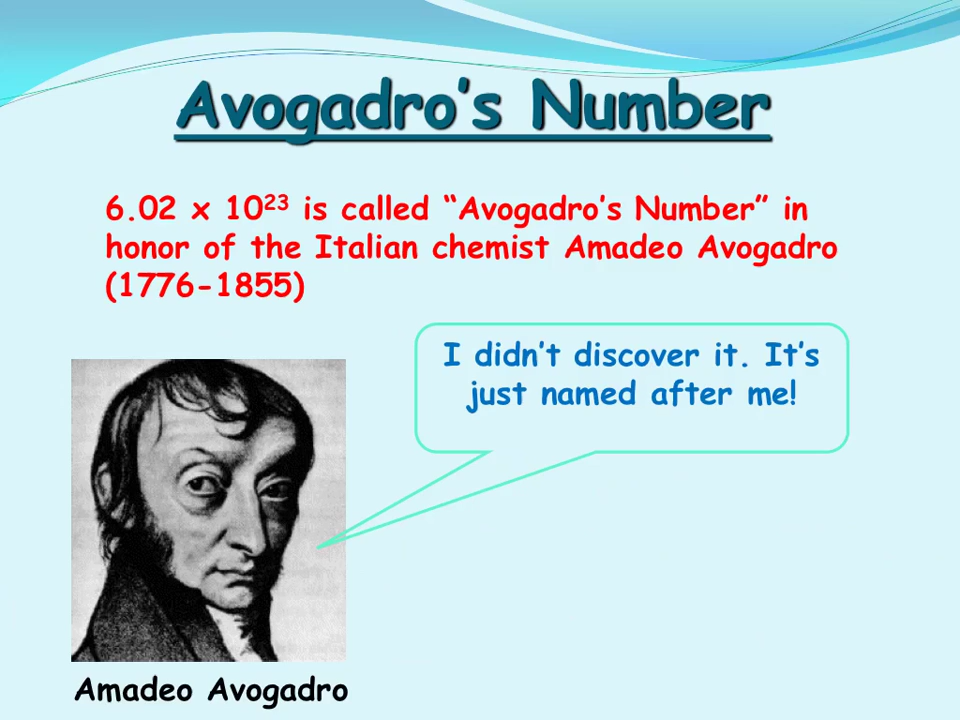 Avogadro’s Number
6.02 x 10²³ is called “Avogadro’s Number” in
honor of the Italian chemist Amadeo Avogadro
(1776-1855)
I didn’t discover it. It’s
just named after me!
Amadeo Avogadro